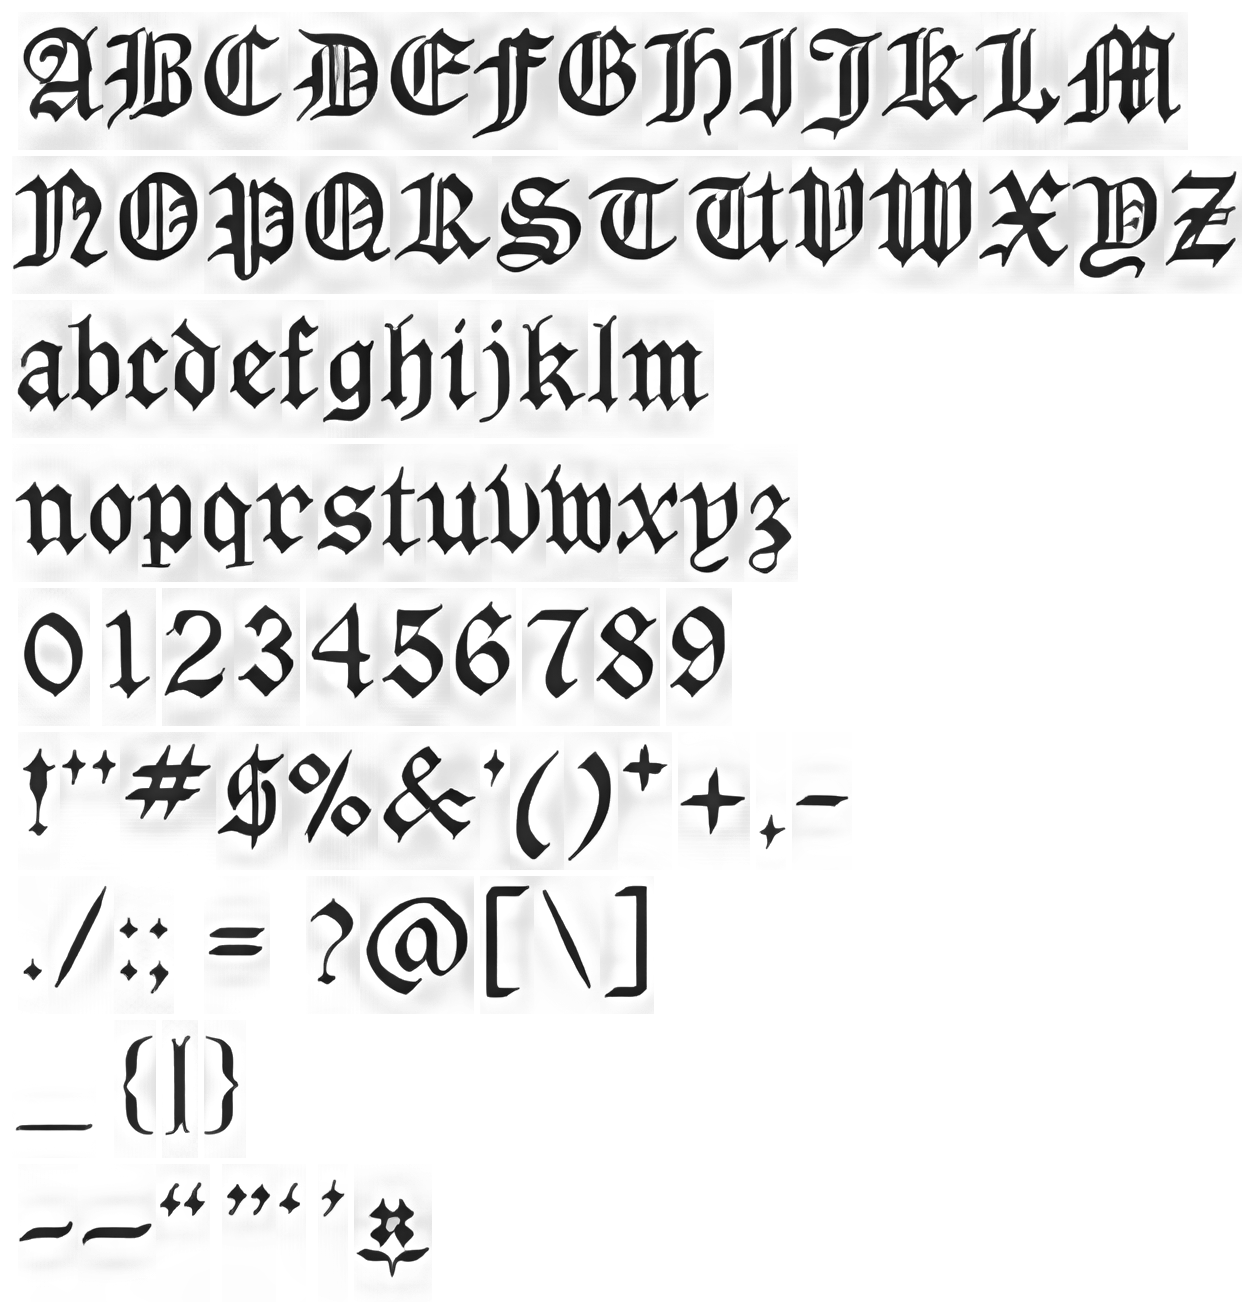 ABCDEFGHIJKLM
NOPQRSTUVWXYZ
abcdefghijklm
nopqrstuvwxyz
0123456789
!"#$%&'()*+,-
./:; = ?@[\]
_ {|}
–—“ ”‘ ’